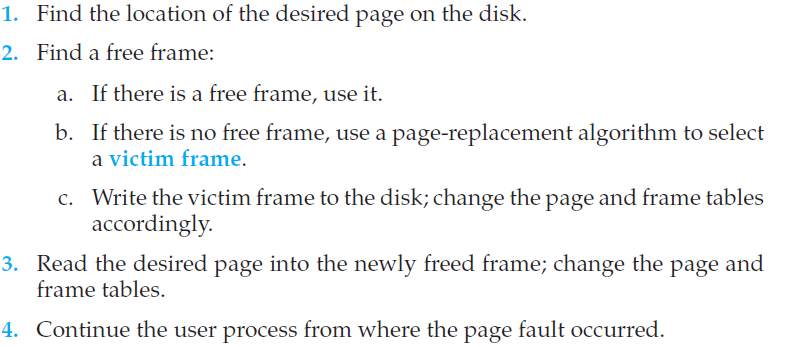 1. Find the location of the desired page on the disk.
2. Find a free frame:
a. If there is a free frame, use it.
b. If there is no free frame, use a page-replacement algorithm to select
a victim frame.
c. Write the victim frame to the disk; change the page and frame tables
accordingly.
3. Read the desired page into the newly freed frame; change the page and
frame tables.
4. Continue the user process from where the page fault occurred.